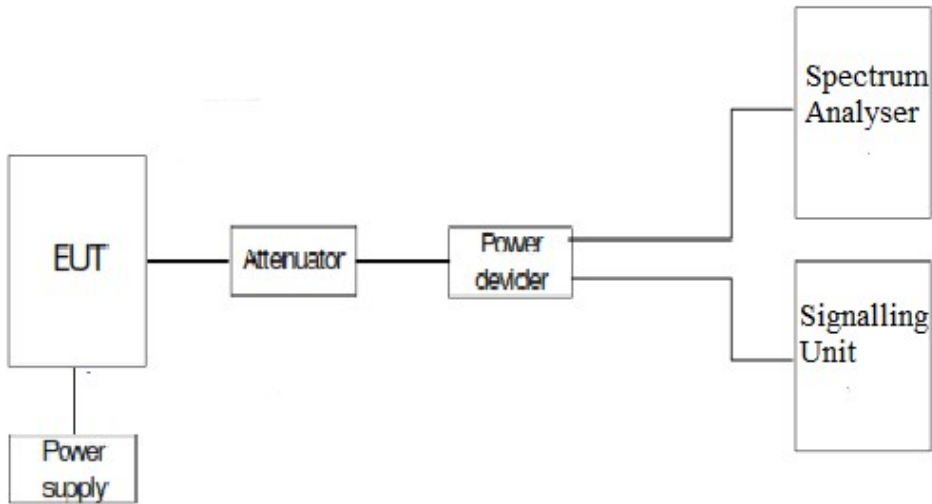 Spectrum
Analyser
EUT
Attenuator
Power
devider
Signalling
Unit
Power
supply